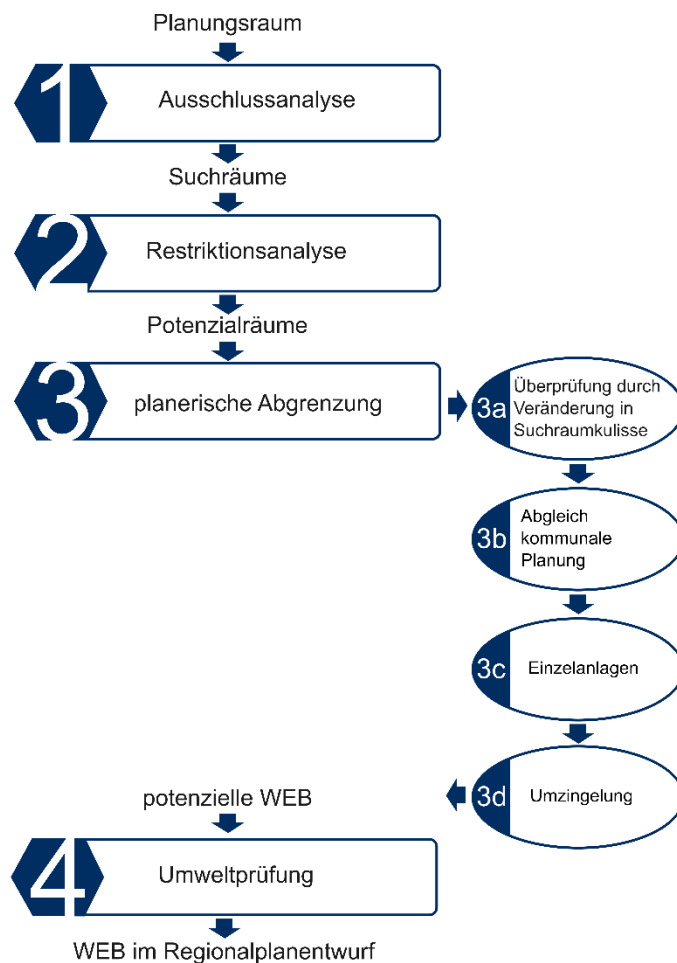 Planungsraum
1
Ausschlussanalyse
Suchräume
2
Restriktionsanalyse
Potenzialräume
3
planerische Abgrenzung
3a
Überprüfung durch
Veränderung in
Suchraumkulisse
3b
Abgleich
kommunale
Planung
3c
Einzelanlagen
3d
Umzingelung
potenzielle WEB
4
Umweltprüfung
WEB im Regionalplanentwurf